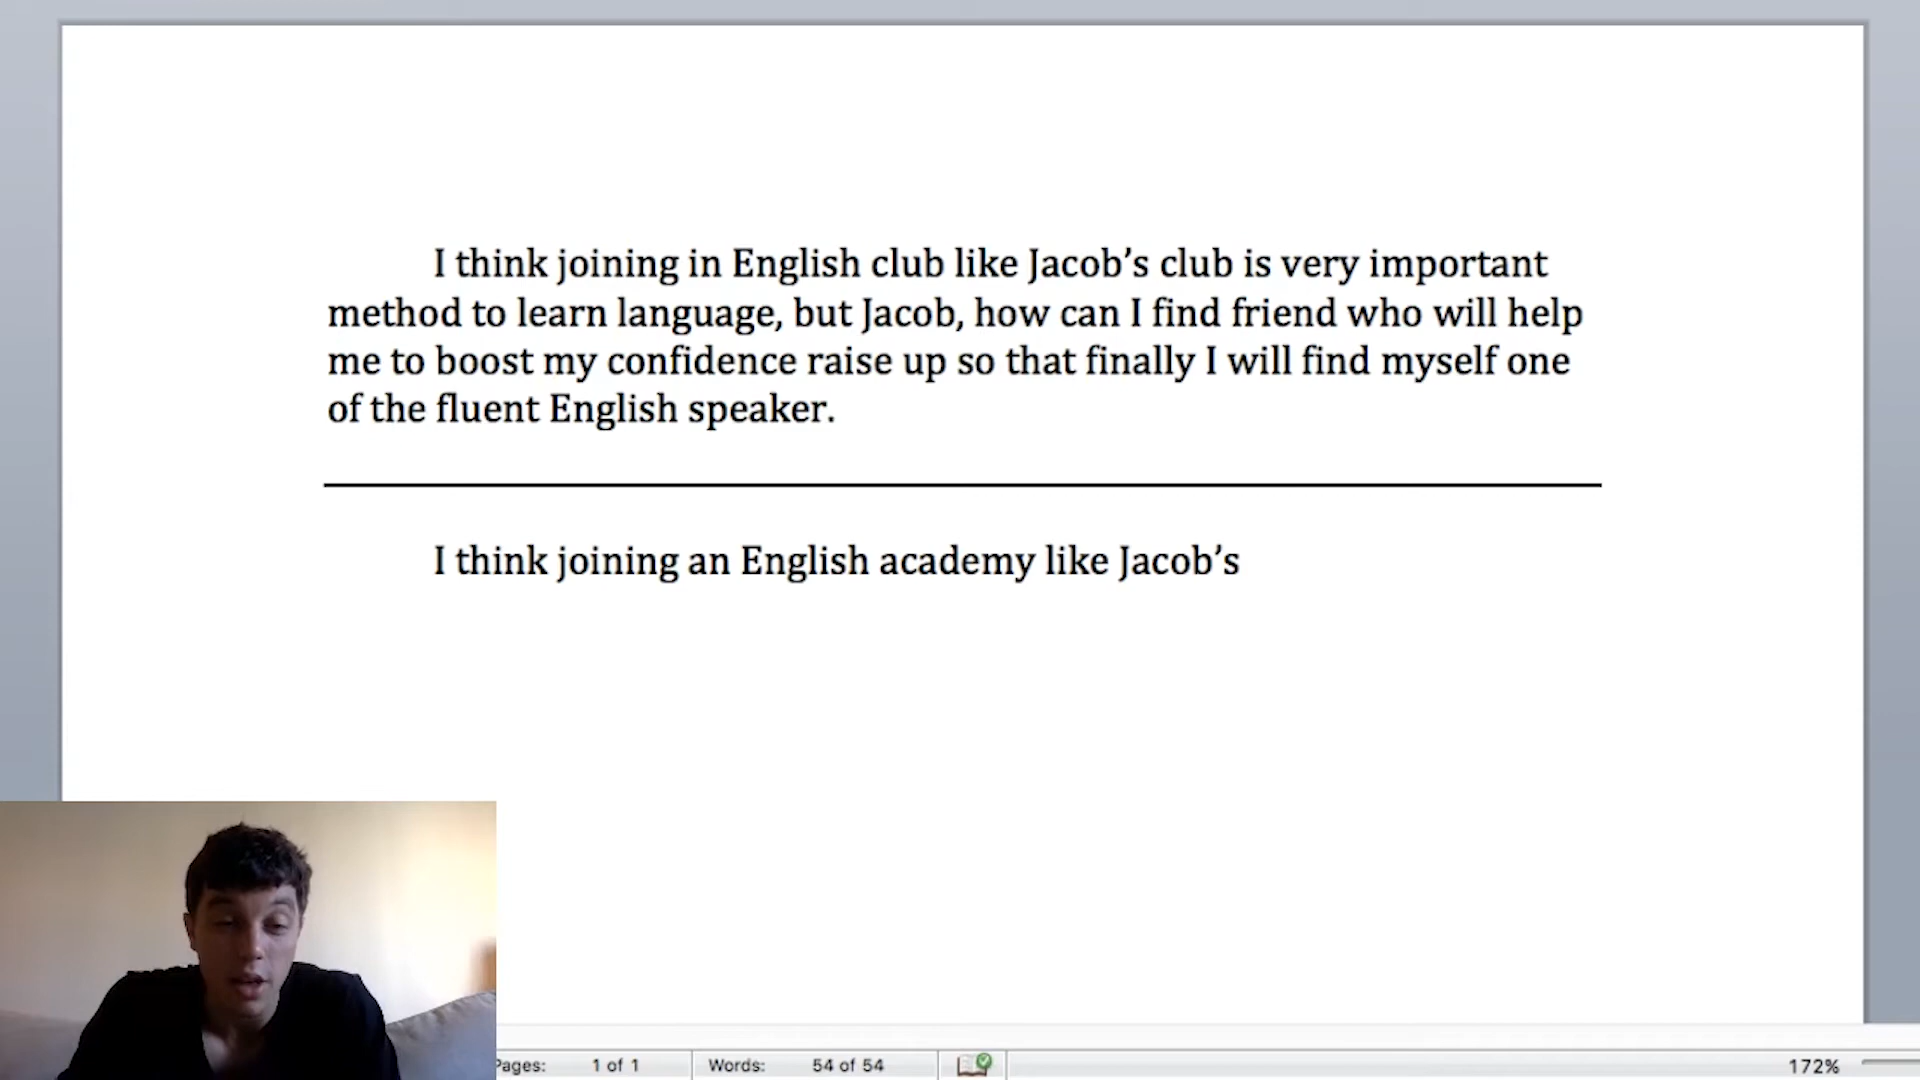 I think joining in English club like Jacob’s club is very important
method to learn language, but Jacob, how can I find friend who will help
me to boost my confidence raise up so that finally I will find myself one
of the fluent English speaker.
I think joining an English academy like Jacob’s
Pages: 1 of 1 Words: 54 of 54 172%